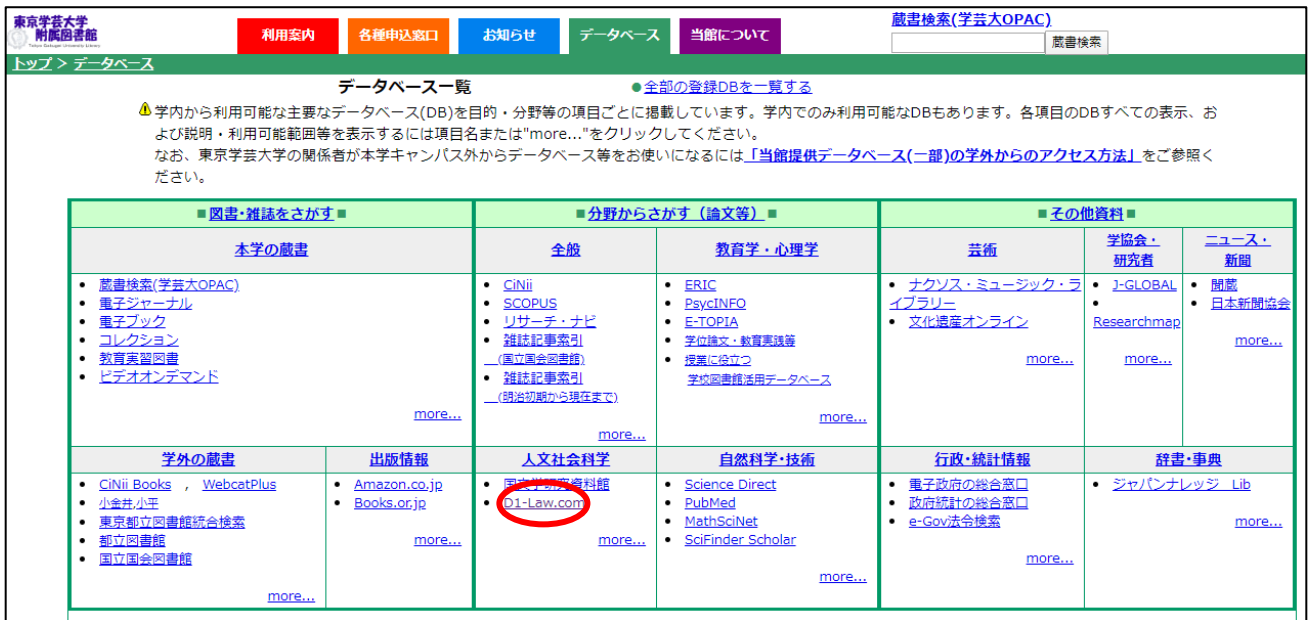 東京学芸大学
附属図書館
Tokyo Gakugei University Library
利用案内
各種申込窓口
お知らせ
データベース
当館について
蔵書検索(学芸大OPAC)
蔵書検索
トップ > データベース
データベース一覧
●全部の登録DBを一覧する
学内から利用可能な主要なデータベース(DB)を目的・分野等の項目ごとに掲載しています。学内でのみ利用可能なDBもあります。各項目のDBすべての表示、お
よび説明・利用可能範囲等を表示するには項目名または"more..."をクリックしてください。
なお、東京学芸大学の関係者が本学キャンパス外からデータベース等をお使いになるには「当館提供データベース(一部)の学外からのアクセス方法」をご参照く
ださい。
■図書・雑誌をさがす■
■分野からさがす（論文等）■
■その他資料■
本学の蔵書
全般
教育学・心理学
芸術
学協会・
研究者
ニュース・
新聞
• 蔵書検索(学芸大OPAC)
• 電子ジャーナル
• 電子ブック
• コレクション
• 教育実習図書
• ビデオオンデマンド
more...
• CiNii
• SCOPUS
• リサーチ・ナビ
• 雑誌記事索引
(国立国会図書館)
• 雑誌記事索引
(明治初期から現在まで)
more...
• ERIC
• PsycINFO
• E-TOPIA
• 学位論文・教育実践等
• 授業に役立つ
学校図書館活用データベース
more...
• ナクソス・ミュージック・ラ
イブラリー
• 文化遺産オンライン
more...
• J-GLOBAL
•
Researchmap
more...
• 聞蔵
• 日本新聞協会
more...
学外の蔵書
出版情報
人文社会科学
自然科学・技術
行政・統計情報
辞書・事典
• CiNii Books , WebcatPlus
• 小金井,小平
• 東京都立図書館統合検索
• 都立図書館
• 国立国会図書館
more...
• Amazon.co.jp
• Books.or.jp
more...
• 国文学研究資料館
• D1-Law.com
more...
• Science Direct
• PubMed
• MathSciNet
• SciFinder Scholar
more...
• 電子政府の総合窓口
• 政府統計の総合窓口
• e-Gov法令検索
more...
• ジャパンナレッジ Lib
more...